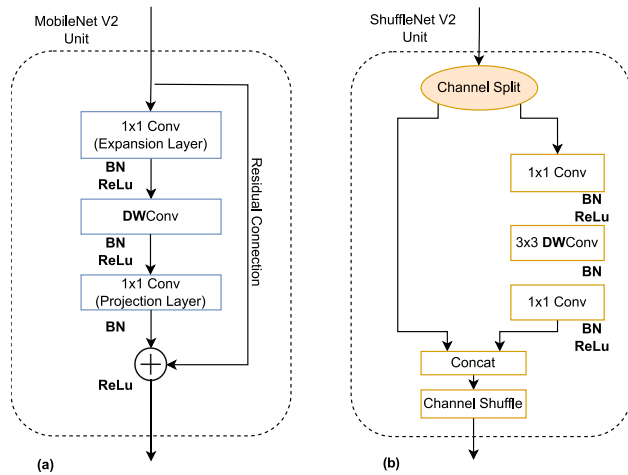 MobileNet V2
Unit
1x1 Conv
(Expansion Layer)
BN
ReLu
DWConv
BN
ReLu
1x1 Conv
(Projection Layer)
BN
ReLu
Residual Connection
(a)
ShuffleNet V2
Unit
Channel Split
1x1 Conv
BN
ReLu
3x3 DWConv
BN
1x1 Conv
BN
ReLu
Concat
Channel Shuffle
(b)